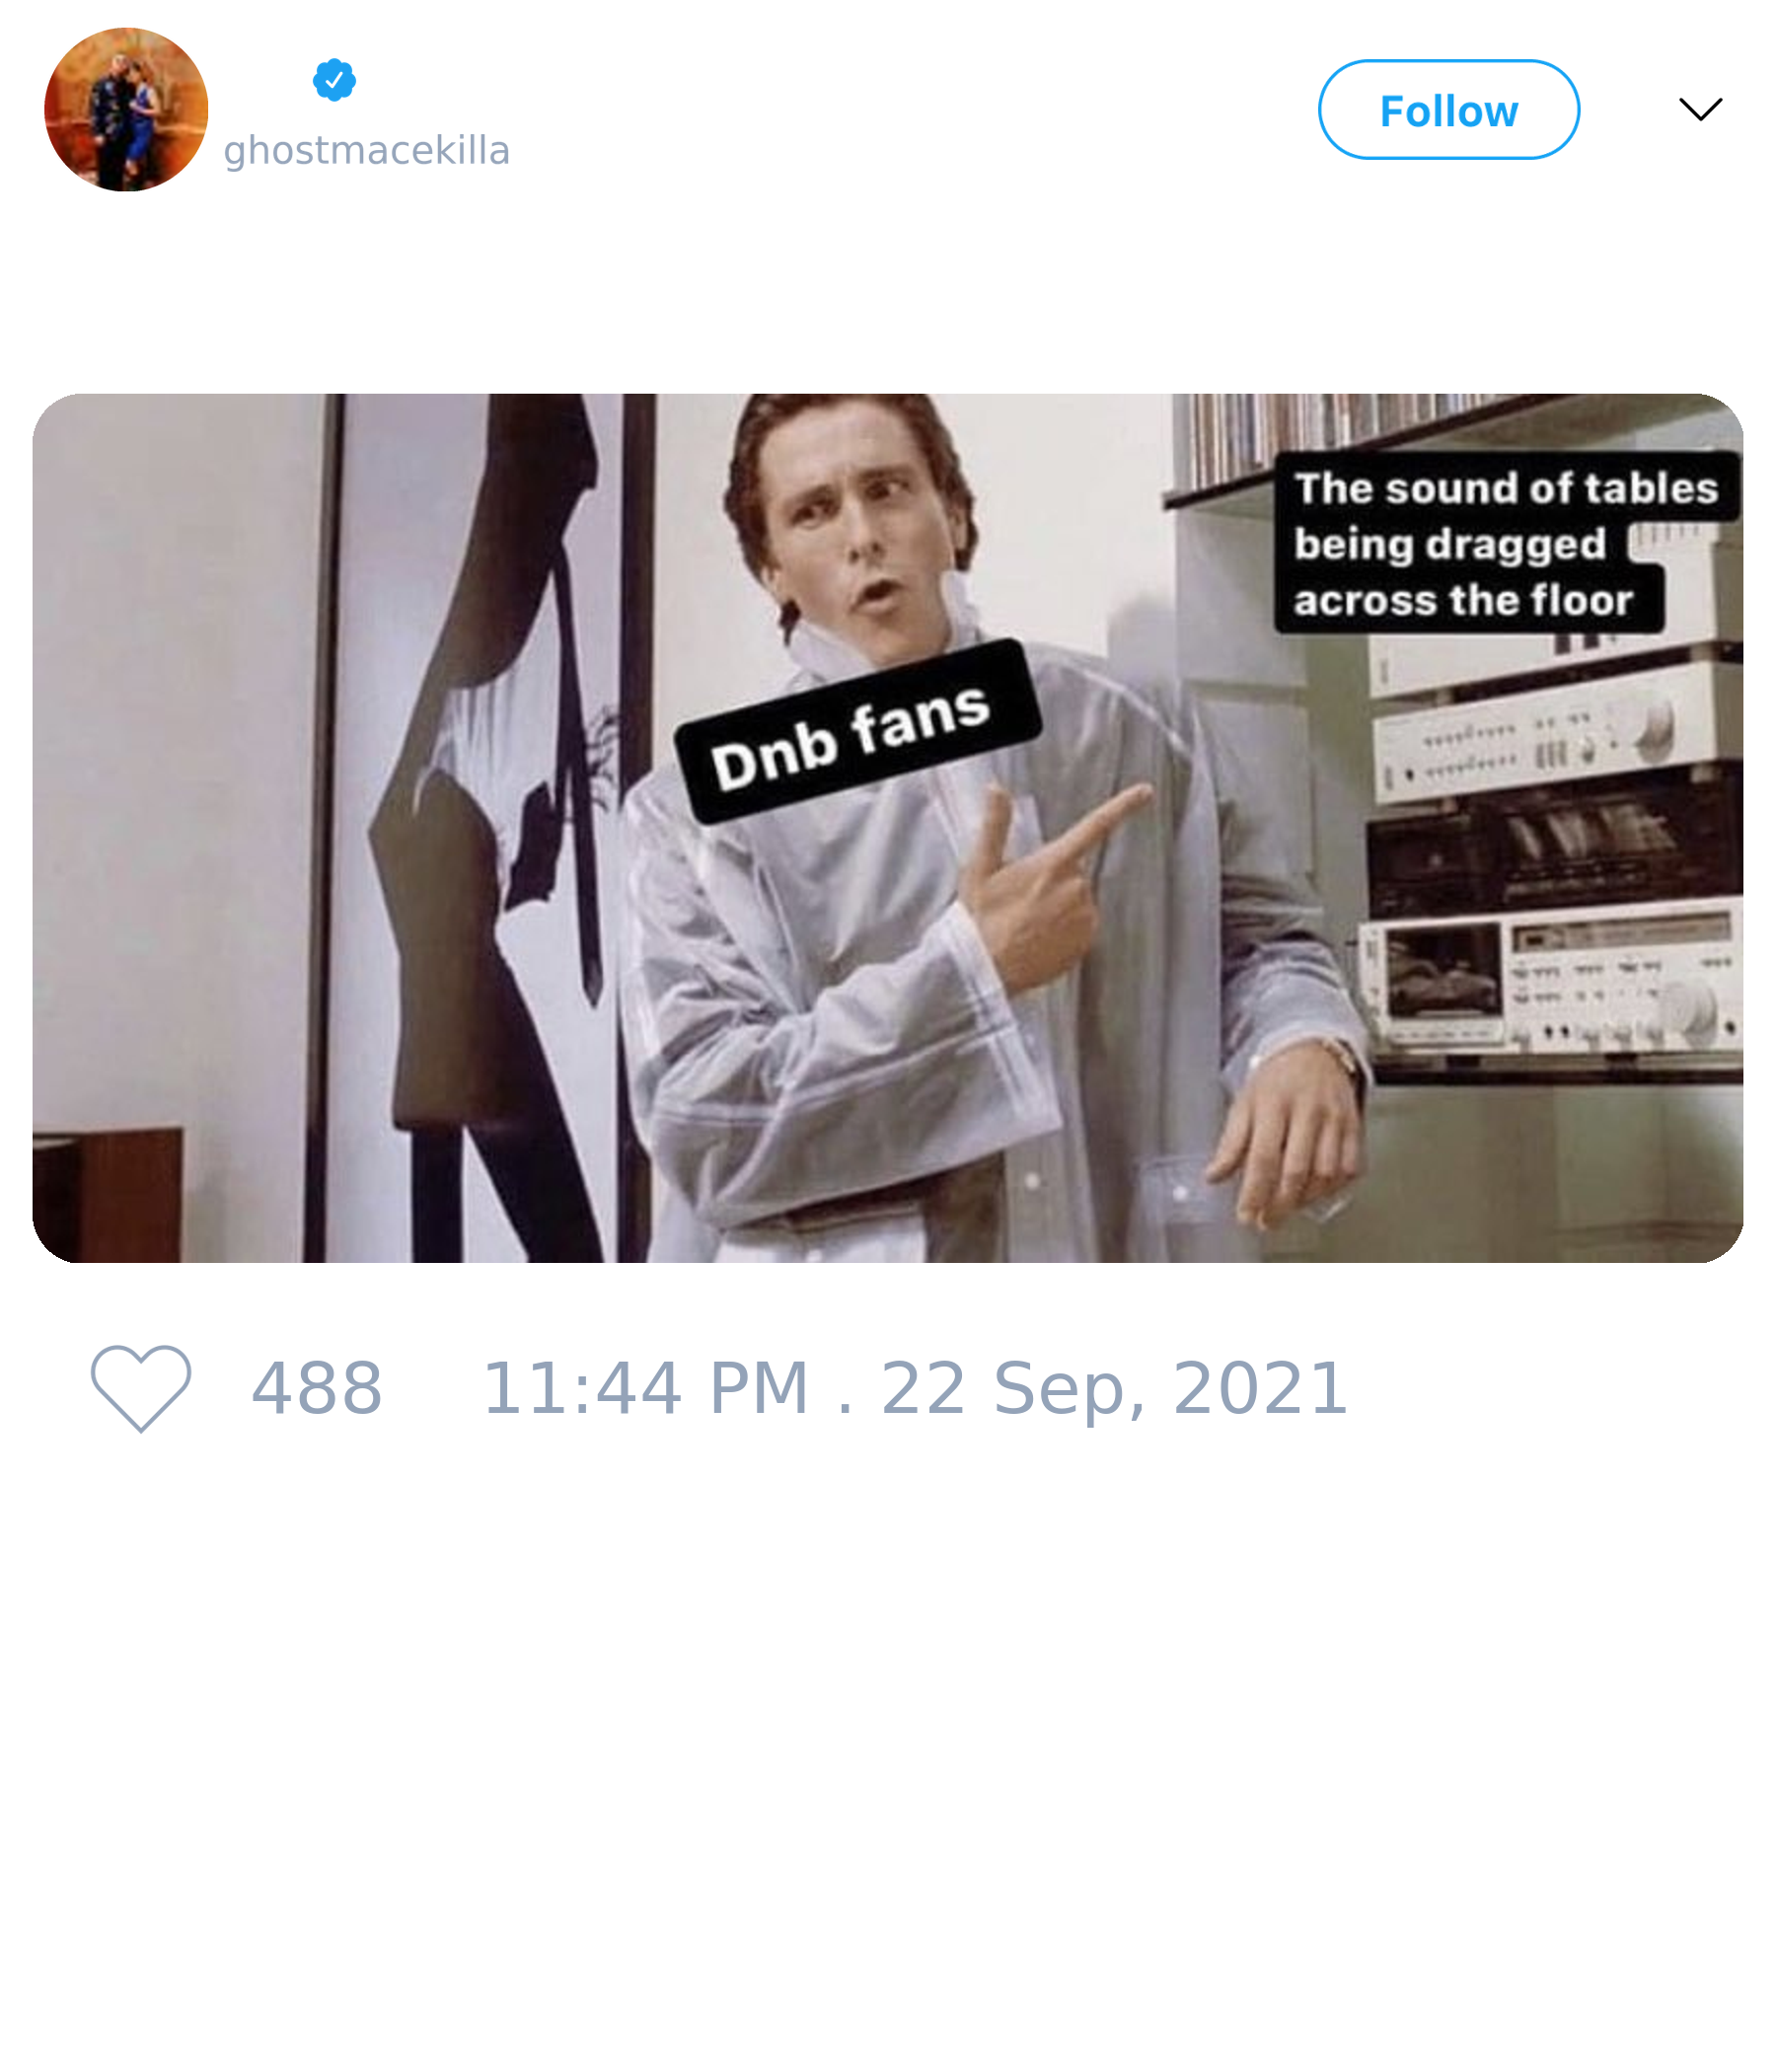 ghostmacekilla
Follow
The sound of tables
being dragged
across the floor
Dnb fans
488
11:44 PM . 22 Sep, 2021